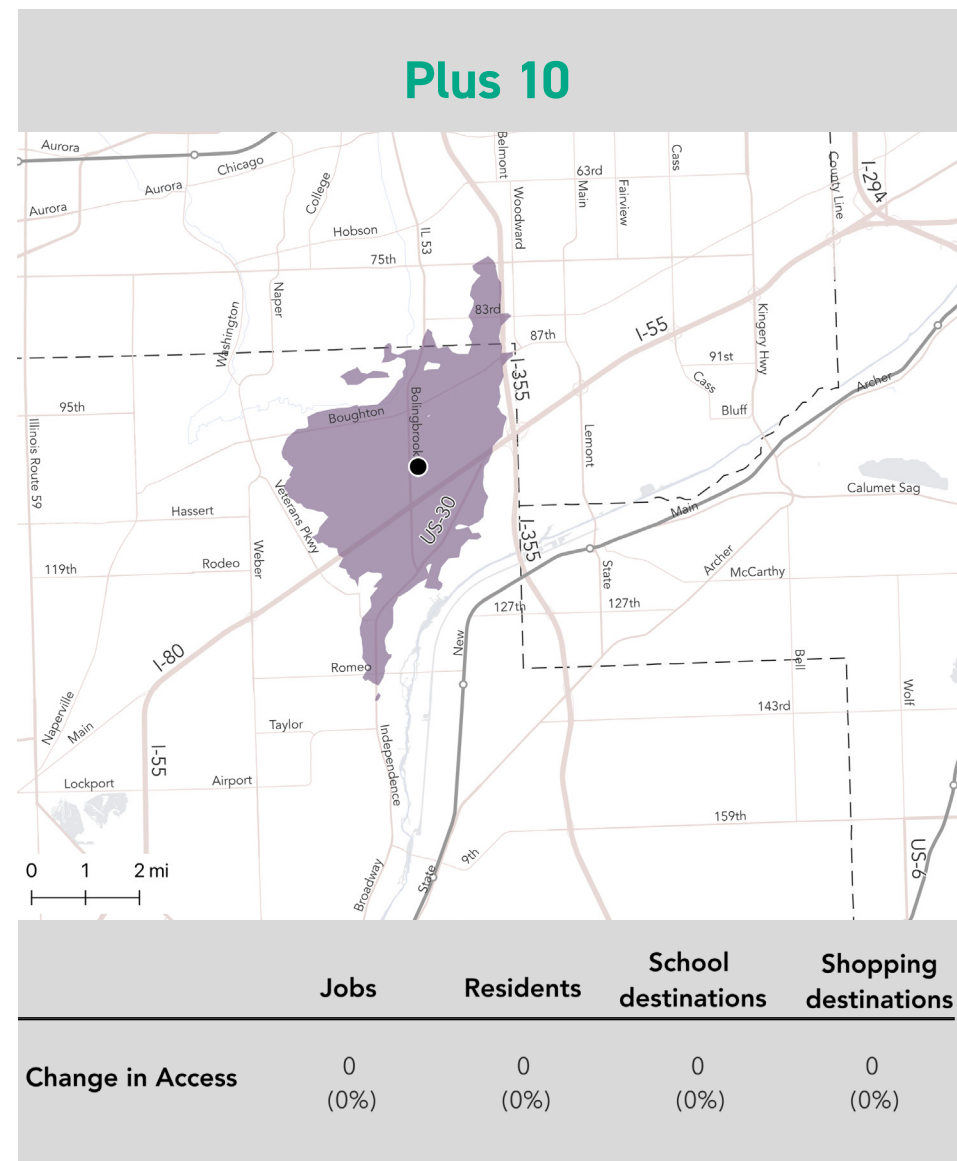 Plus 10
Aurora
Chicago
Aurora
Aurora
College
Hobson
IL 53
75th
Belmont
Woodward
63rd
Main
Fairview
Cass
County Line
I-294
Washington
Naper
83rd
87th
I-55
91st
Cass
Kingery Hwy
Bluff
Archer
95th
Boughton
Bolingbrook
I-355
Lemont
Illinois Route 59
Calumet Sag
Hassert
Veterans Pkwy
US-30
Main
I-355
119th
Rodeo
Weber
State
Archer
McCarthy
127th
127th
I-80
Romeo
New
Bell
Wolf
Naperville
Main
Taylor
143rd
I-55
Independence
Lockport
Airport
159th
US-6
9th
State
Broadway
0 1 2 mi
Jobs Residents School destinations Shopping destinations
Change in Access 0 0 0 0
(0%) (0%) (0%) (0%)